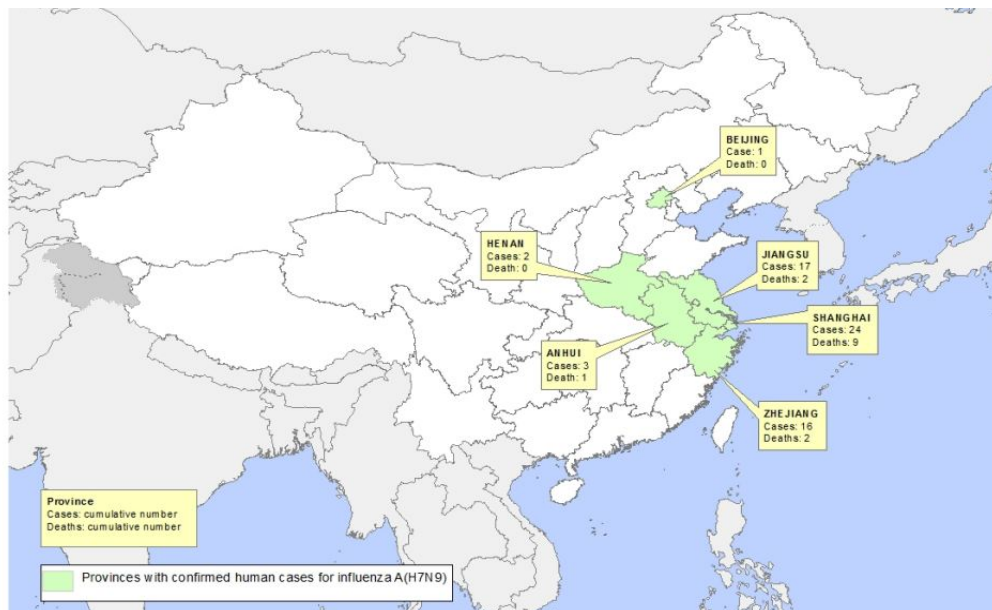 BEIJING
Case: 1
Death: 0
HENAN
Cases: 2
Death: 0
JIANGSU
Cases: 17
Deaths: 2
SHANGHAI
Cases: 24
Deaths: 9
ANHUI
Cases: 3
Death: 1
ZHEJIANG
Cases: 16
Deaths: 2
Province
Cases: cumulative number
Deaths: cumulative number
Provinces with confirmed human cases for influenza A(H7N9)